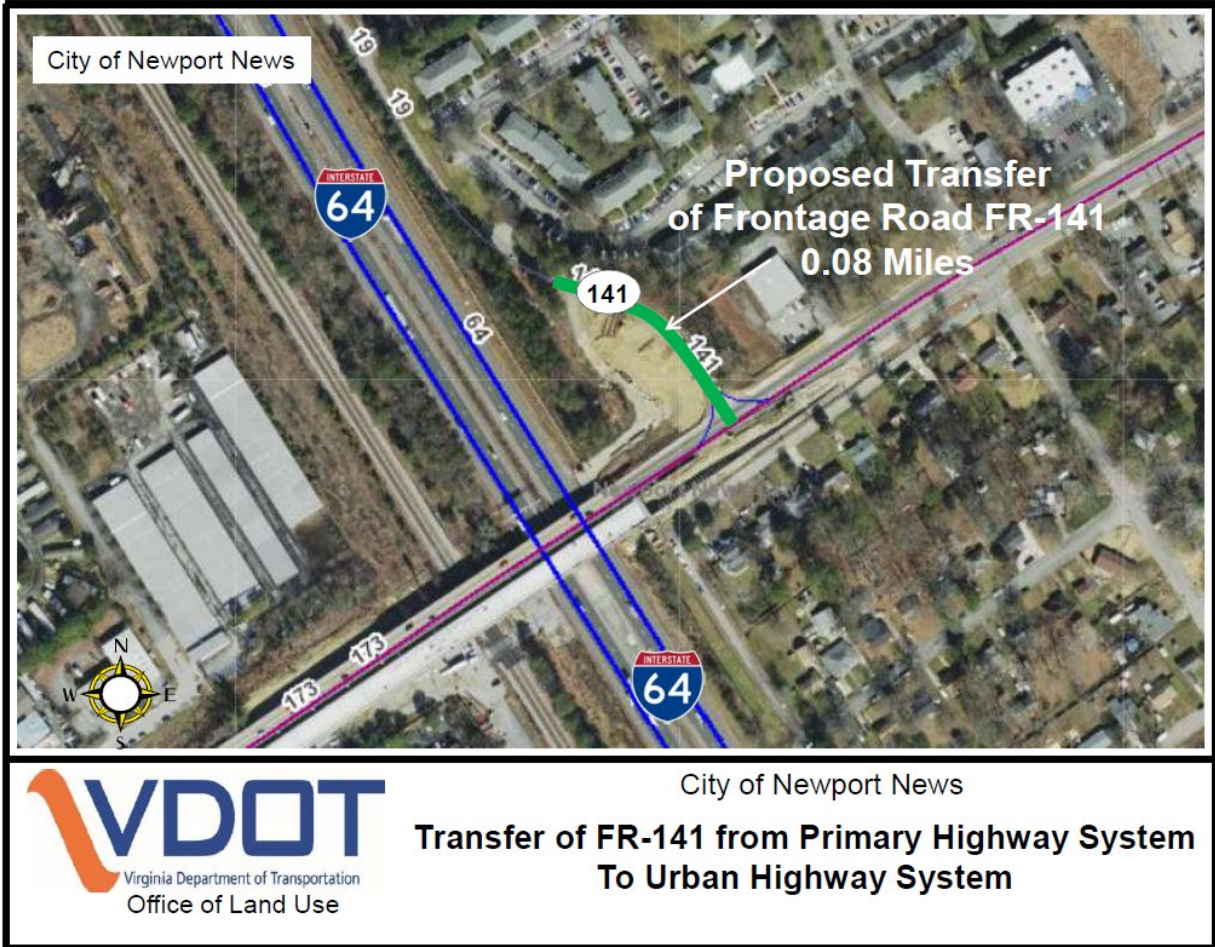 City of Newport News
19
19
INTERSTATE
64
Proposed Transfer
of Frontage Road FR-141
0.08 Miles
141
64
141
173
173
INTERSTATE
64
N
W E
S
VDOT
Virginia Department of Transportation
Office of Land Use
City of Newport News
Transfer of FR-141 from Primary Highway System
To Urban Highway System